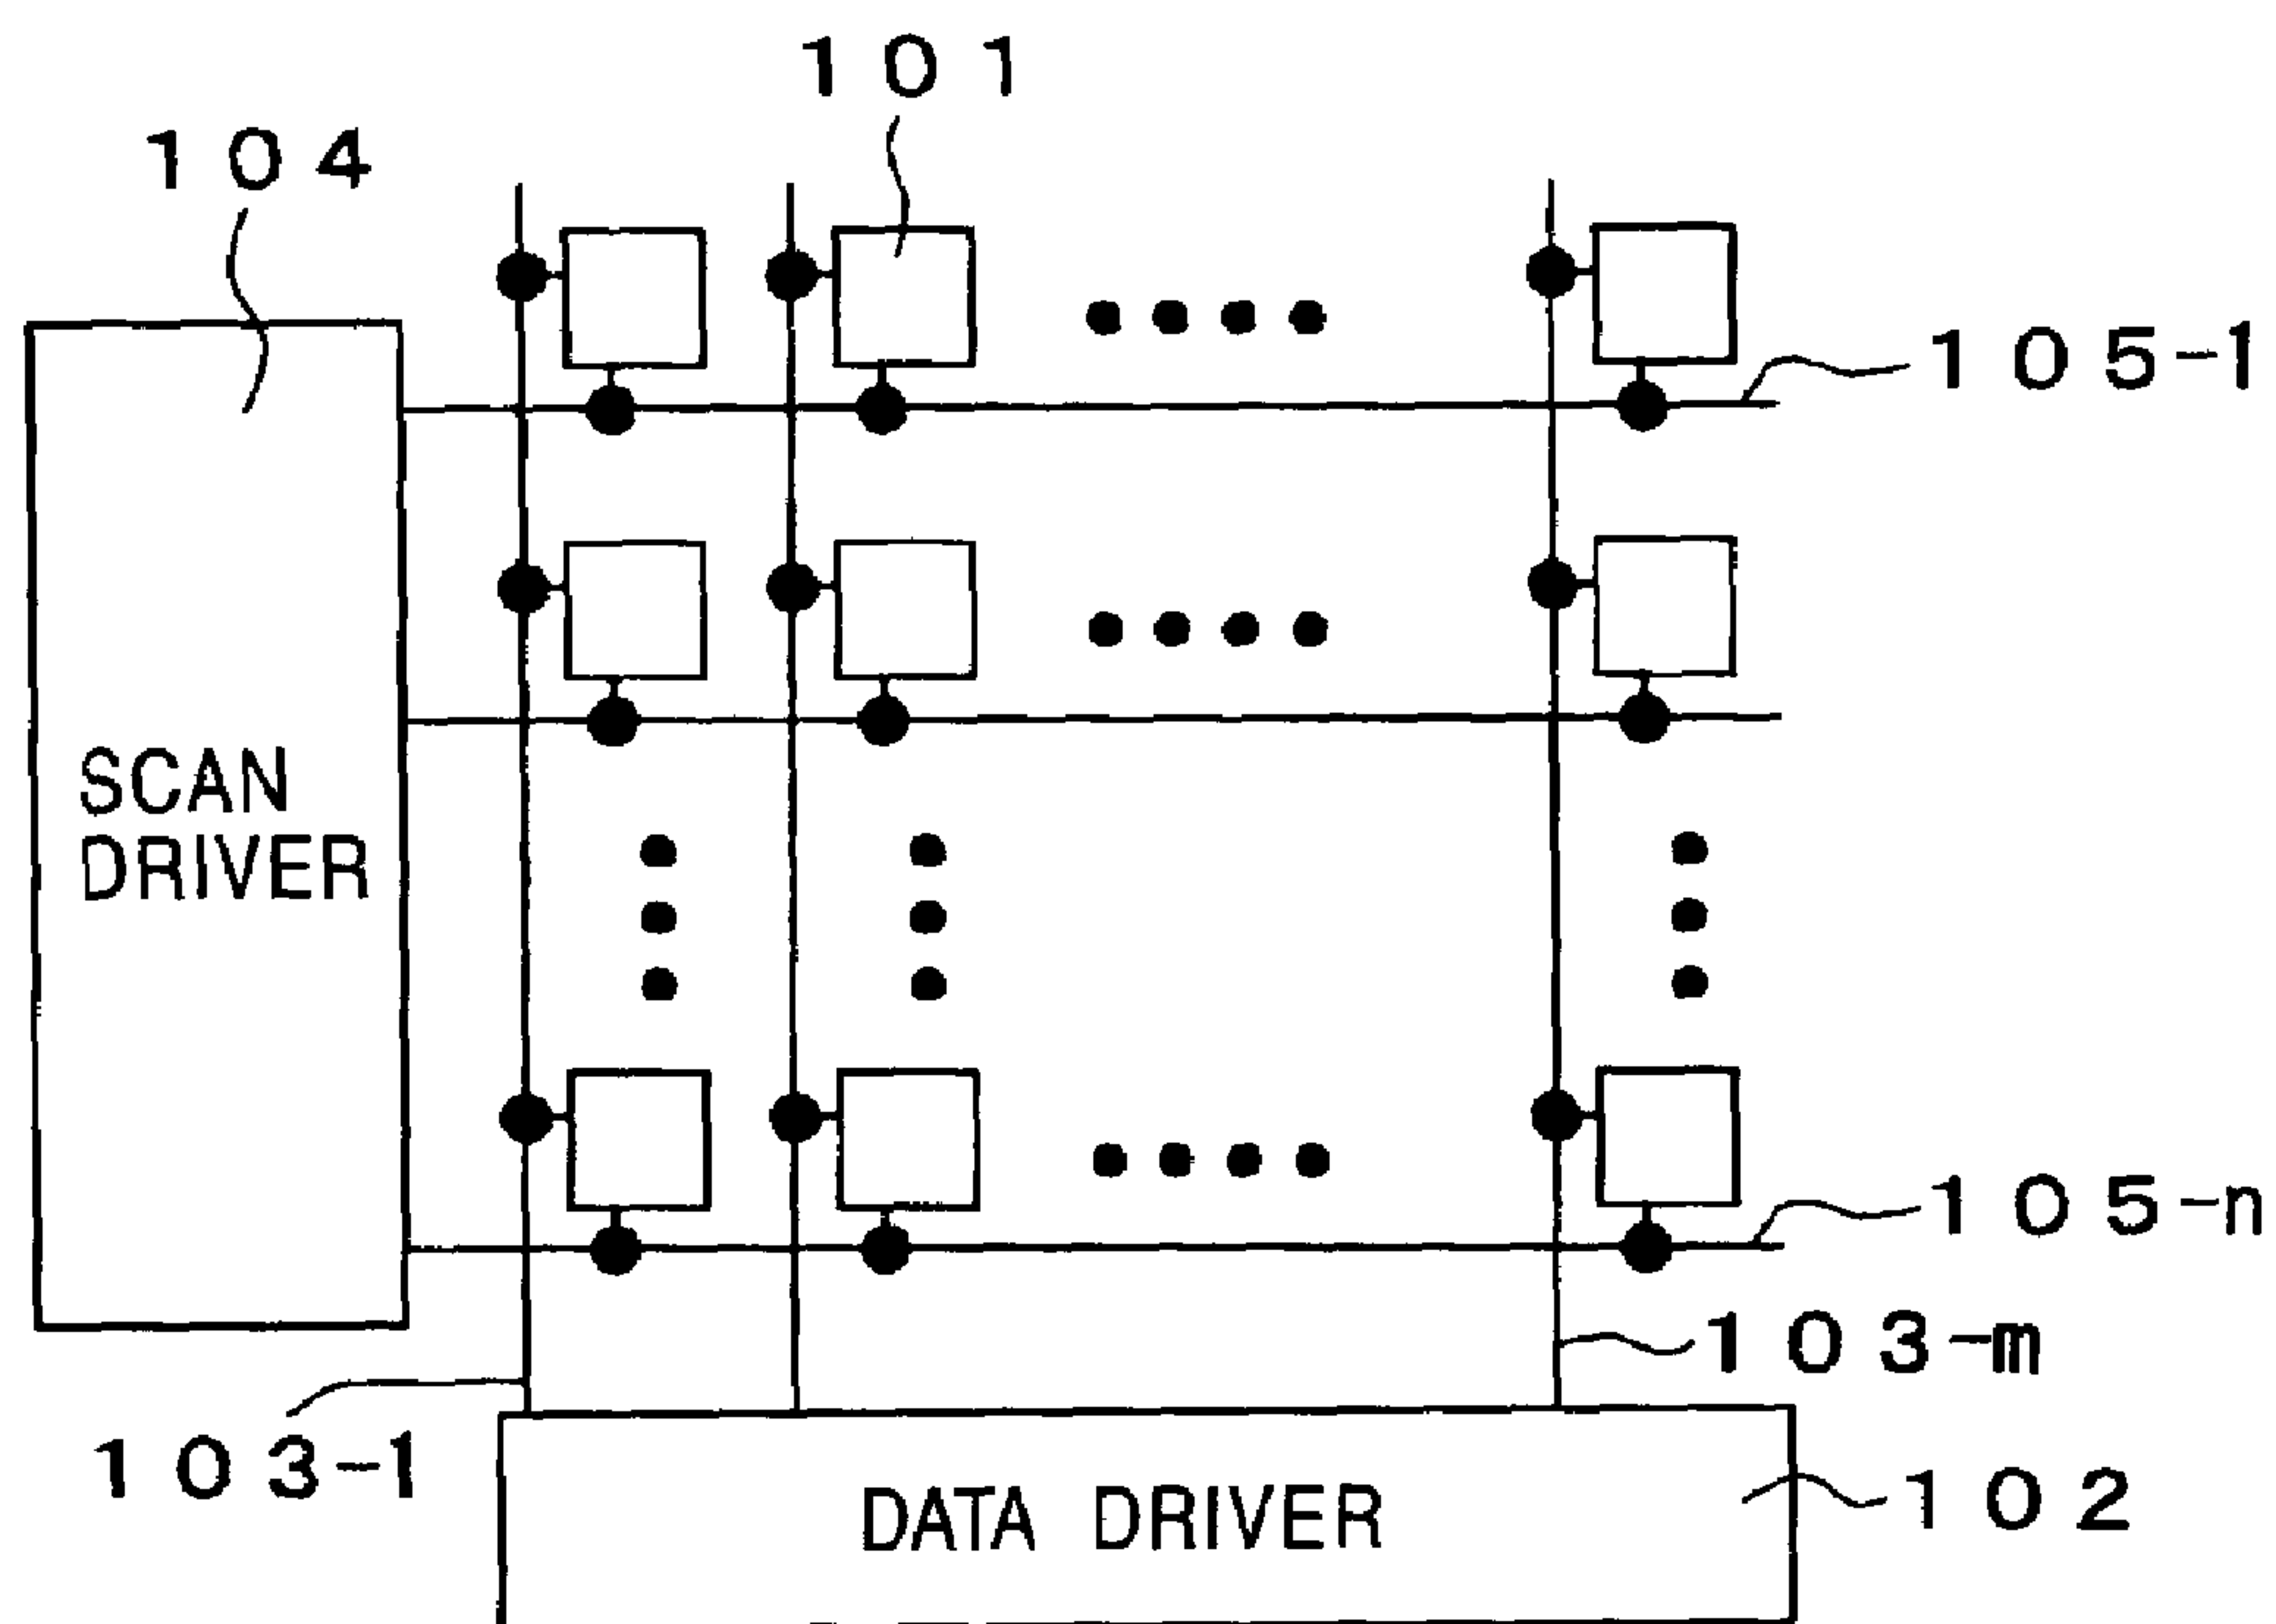 101
104
105-1
SCAN
DRIVER
105-n
103-m
103-1
DATA DRIVER
102